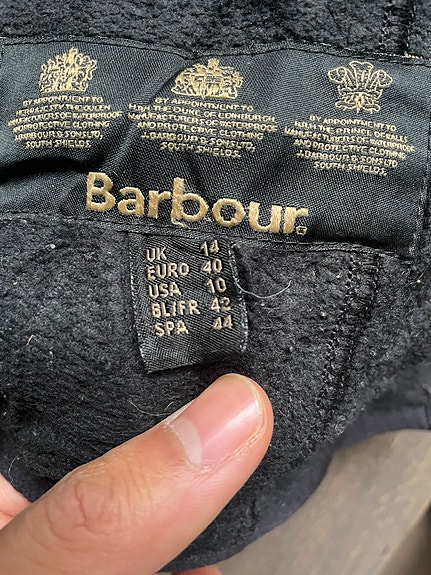 BY APPOINTMENT TO
HER MAJESTY THE QUEEN
MANUFACTURERS OF WATERPROOF
AND PROTECTIVE CLOTHING
J.BARBOUR & SONS LTD.
SOUTH SHIELDS.
BY APPOINTMENT TO
H.R.H. THE DUKE OF EDINBURGH
MANUFACTURERS OF WATERPROOF
AND PROTECTIVE CLOTHING
J.BARBOUR & SONS LTD.
SOUTH SHIELDS.
BY APPOINTMENT TO
H.R.H. THE PRINCE OF WALES
MANUFACTURERS OF WATERPROOF
AND PROTECTIVE CLOTHING
J.BARBOUR & SONS LTD
SOUTH SHIELDS.
Barbour
UK 14
EURO 40
USA 10
BL/FR 42
SPA 44